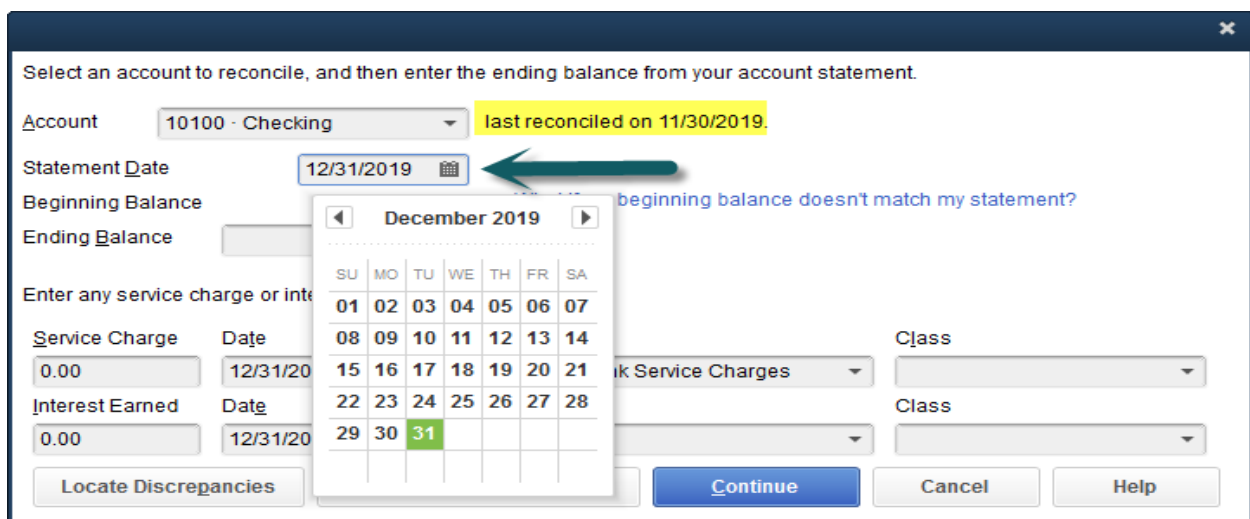 Select an account to reconcile, and then enter the ending balance from your account statement.
Account 10100 · Checking last reconciled on 11/30/2019.
Statement Date 12/31/2019
Beginning Balance beginning balance doesn't match my statement?
December 2019
Ending Balance
SU MO TU WE TH FR SA
Enter any service charge or
01 02 03 04 05 06 07
Service Charge Date Class
08 09 10 11 12 13 14
0.00 12/31/20 Service Charges
15 16 17 18 19 20 21
Interest Earned Date Class
22 23 24 25 26 27 28
0.00 12/31/20
29 30 31
Locate Discrepancies Continue Cancel Help